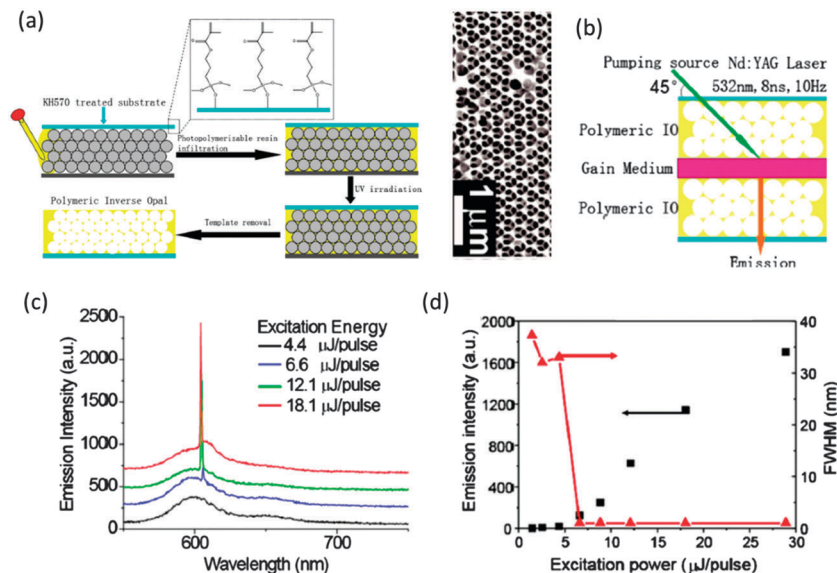 (a)
KH570 treated substrate
Photopolymerizable resin
infiltration
UV irradiation
Template removal
Polymeric Inverse Opal
1 μm
(b)
Pumping source Nd:YAG Laser
45° 532nm, 8ns, 10Hz
Polymeric IO
Gain Medium
Polymeric IO
Emission
(c)
Emission Intensity (a.u.)
2500
2000
1500
1000
500
0
600
700
Wavelength (nm)
Excitation Energy
4.4 μJ/pulse
6.6 μJ/pulse
12.1 μJ/pulse
18.1 μJ/pulse
(d)
Emission intensity (a.u.)
2000
1600
1200
800
400
0
0 5 10 15 20 25 30
Excitation power (μJ/pulse)
40
30
20
10
0
FWHM (nm)